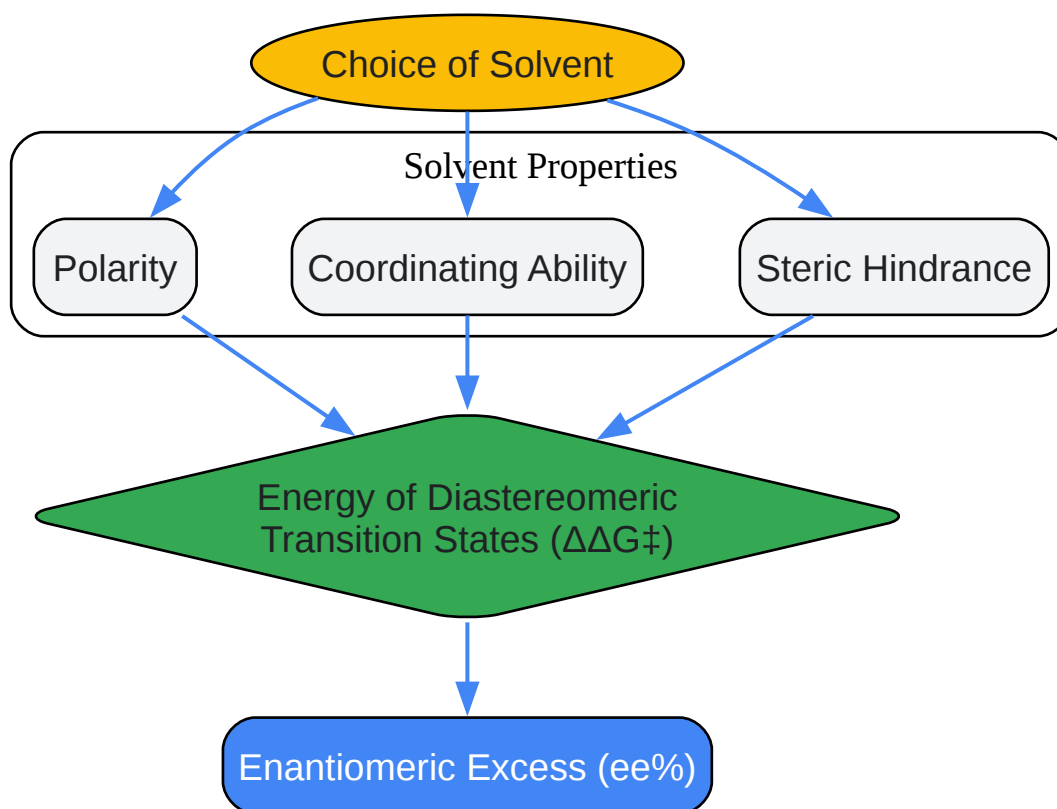 Choice of Solvent
Solvent Properties
Polarity
Coordinating Ability
Steric Hindrance
Energy of Diastereomeric
Transition States (ΔΔG‡)
Enantiomeric Excess (ee%)